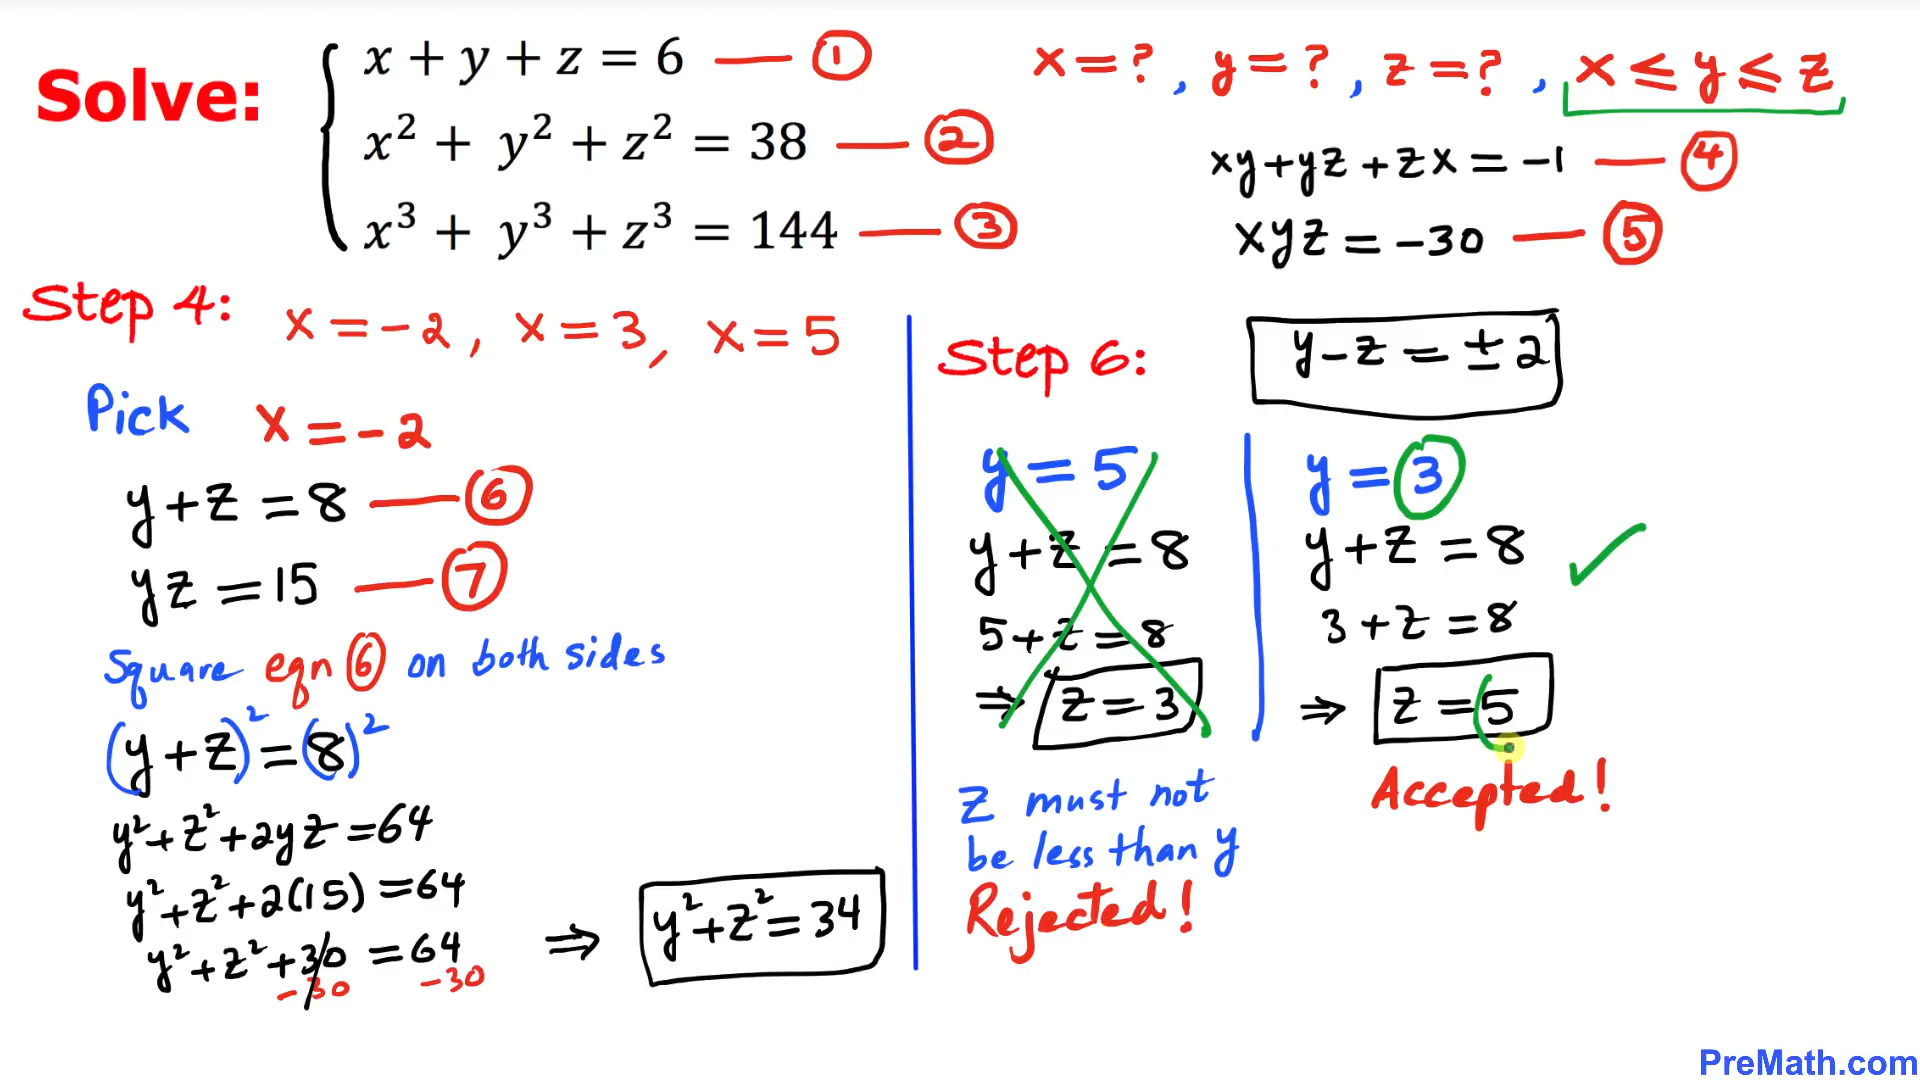 Solve:
x + y + z = 6 — ①
x² + y² + z² = 38 — ②
x³ + y³ + z³ = 144 — ③
x = ? , y = ? , z = ? , x ≤ y ≤ z
xy + yz + zx = -1 — ④
xyz = -30 — ⑤
Step 4: x = -2 , x = 3 , x = 5
Pick x = -2
y + z = 8 — ⑥
yz = 15 — ⑦
Square eqn ⑥ on both sides
(y + z)² = (8)²
y² + z² + 2yz = 64
y² + z² + 2(15) = 64
y² + z² + 30 = 64
-30 -30
⇒ y² + z² = 34
Step 6: y - z = ± 2
y = 5
y + z = 8
5 + z = 8
⇒ z = 3
z must not
be less than y
Rejected!
y = 3
y + z = 8 ✓
3 + z = 8
⇒ z = 5
Accepted!
PreMath.com